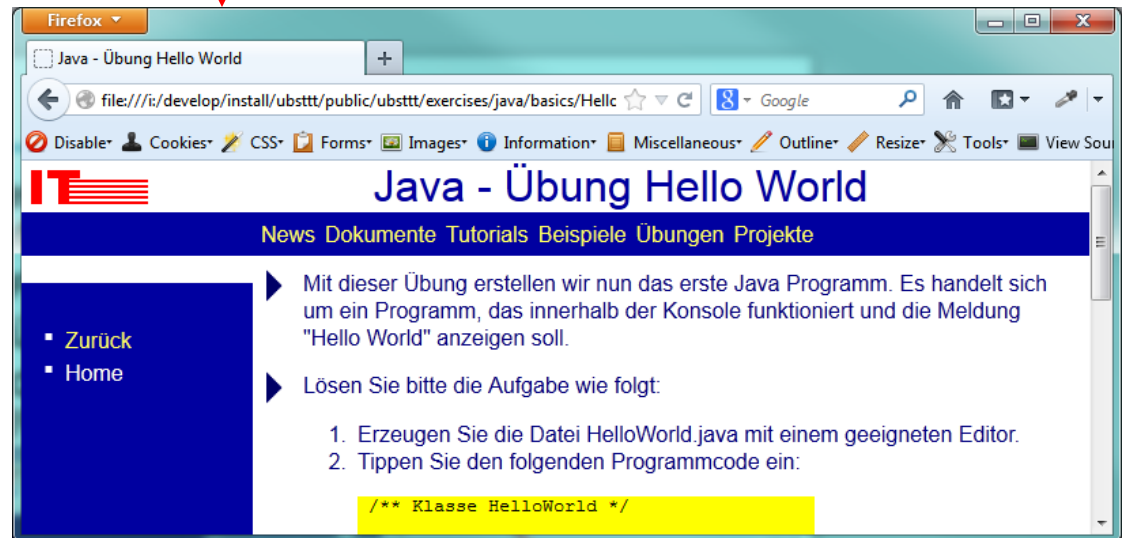 Firefox
Java - Übung Hello World
file:///i:/develop/install/ubsttt/public/ubsttt/exercises/java/basics/Hellc
Google
Disable Cookies CSS Forms Images Information Miscellaneous Outline Resize Tools View Sou
IT
Java - Übung Hello World
News Dokumente Tutorials Beispiele Übungen Projekte
Zurück
Home
Mit dieser Übung erstellen wir nun das erste Java Programm. Es handelt sich
um ein Programm, das innerhalb der Konsole funktioniert und die Meldung
"Hello World" anzeigen soll.
Lösen Sie bitte die Aufgabe wie folgt:
1. Erzeugen Sie die Datei HelloWorld.java mit einem geeigneten Editor.
2. Tippen Sie den folgenden Programmcode ein:
/** Klasse HelloWorld */